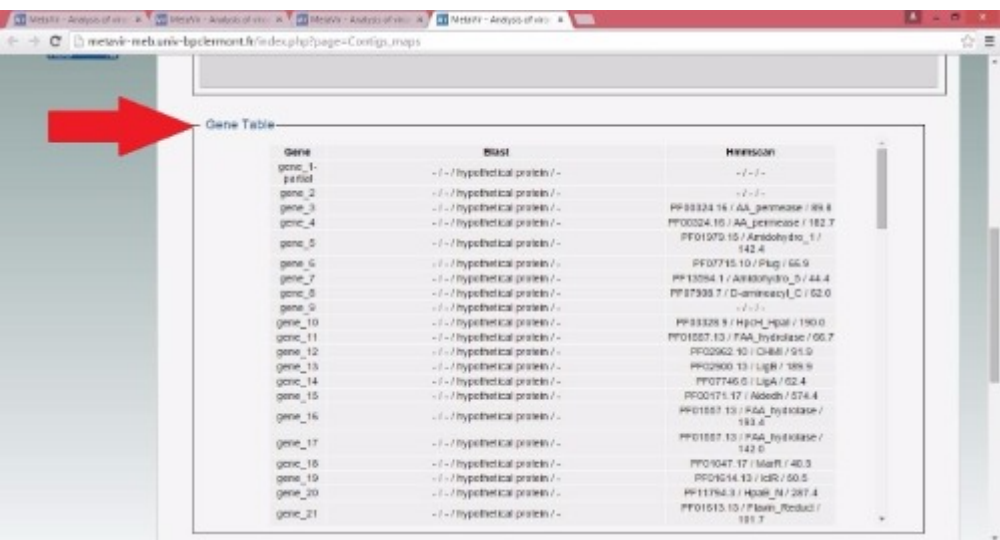 MetaVir - Analysis of viro
MetaVir - Analysis of viro
MetaVir - Analysis of viro
MetaVir - Analysis of viro
metavir-meb.univ-bpclermont.fr/index.php?page=Contigs_maps
Gene Table
Gene Blast Hmmscan
gene_1-
partial - / - / hypothetical protein / - - / - / -
gene_2 - / - / hypothetical protein / - - / - / -
gene_3 - / - / hypothetical protein / - PF00324.16 / AA_permease / 89.8
gene_4 - / - / hypothetical protein / - PF00324.16 / AA_permease / 182.7
gene_5 - / - / hypothetical protein / - PF01979.15 / Amidohydro_1 /
142.4
gene_6 - / - / hypothetical protein / - PF07715.10 / Plug / 66.9
gene_7 - / - / hypothetical protein / - PF13594.1 / Amidohydro_5 / 44.4
gene_8 - / - / hypothetical protein / - PF07908.7 / D-aminoacyl_C / 62.0
gene_9 - / - / hypothetical protein / - - / - / -
gene_10 - / - / hypothetical protein / - PF03328.9 / HpcH_HpaI / 190.0
gene_11 - / - / hypothetical protein / - PF01557.13 / FAA_hydrolase / 66.7
gene_12 - / - / hypothetical protein / - PF02962.10 / CHMI / 91.9
gene_13 - / - / hypothetical protein / - PF02900.13 / LigB / 189.9
gene_14 - / - / hypothetical protein / - PF07746.6 / LigA / 62.4
gene_15 - / - / hypothetical protein / - PF00171.17 / Aldedh / 574.4
gene_16 - / - / hypothetical protein / - PF01557.13 / FAA_hydrolase /
193.4
gene_17 - / - / hypothetical protein / - PF01557.13 / FAA_hydrolase /
142.0
gene_18 - / - / hypothetical protein / - PF01047.17 / MarR / 40.3
gene_19 - / - / hypothetical protein / - PF01614.13 / IclR / 60.5
gene_20 - / - / hypothetical protein / - PF11794.3 / HpaB_N / 287.4
gene_21 - / - / hypothetical protein / - PF01613.13 / Flavin_Reduct /
101.7